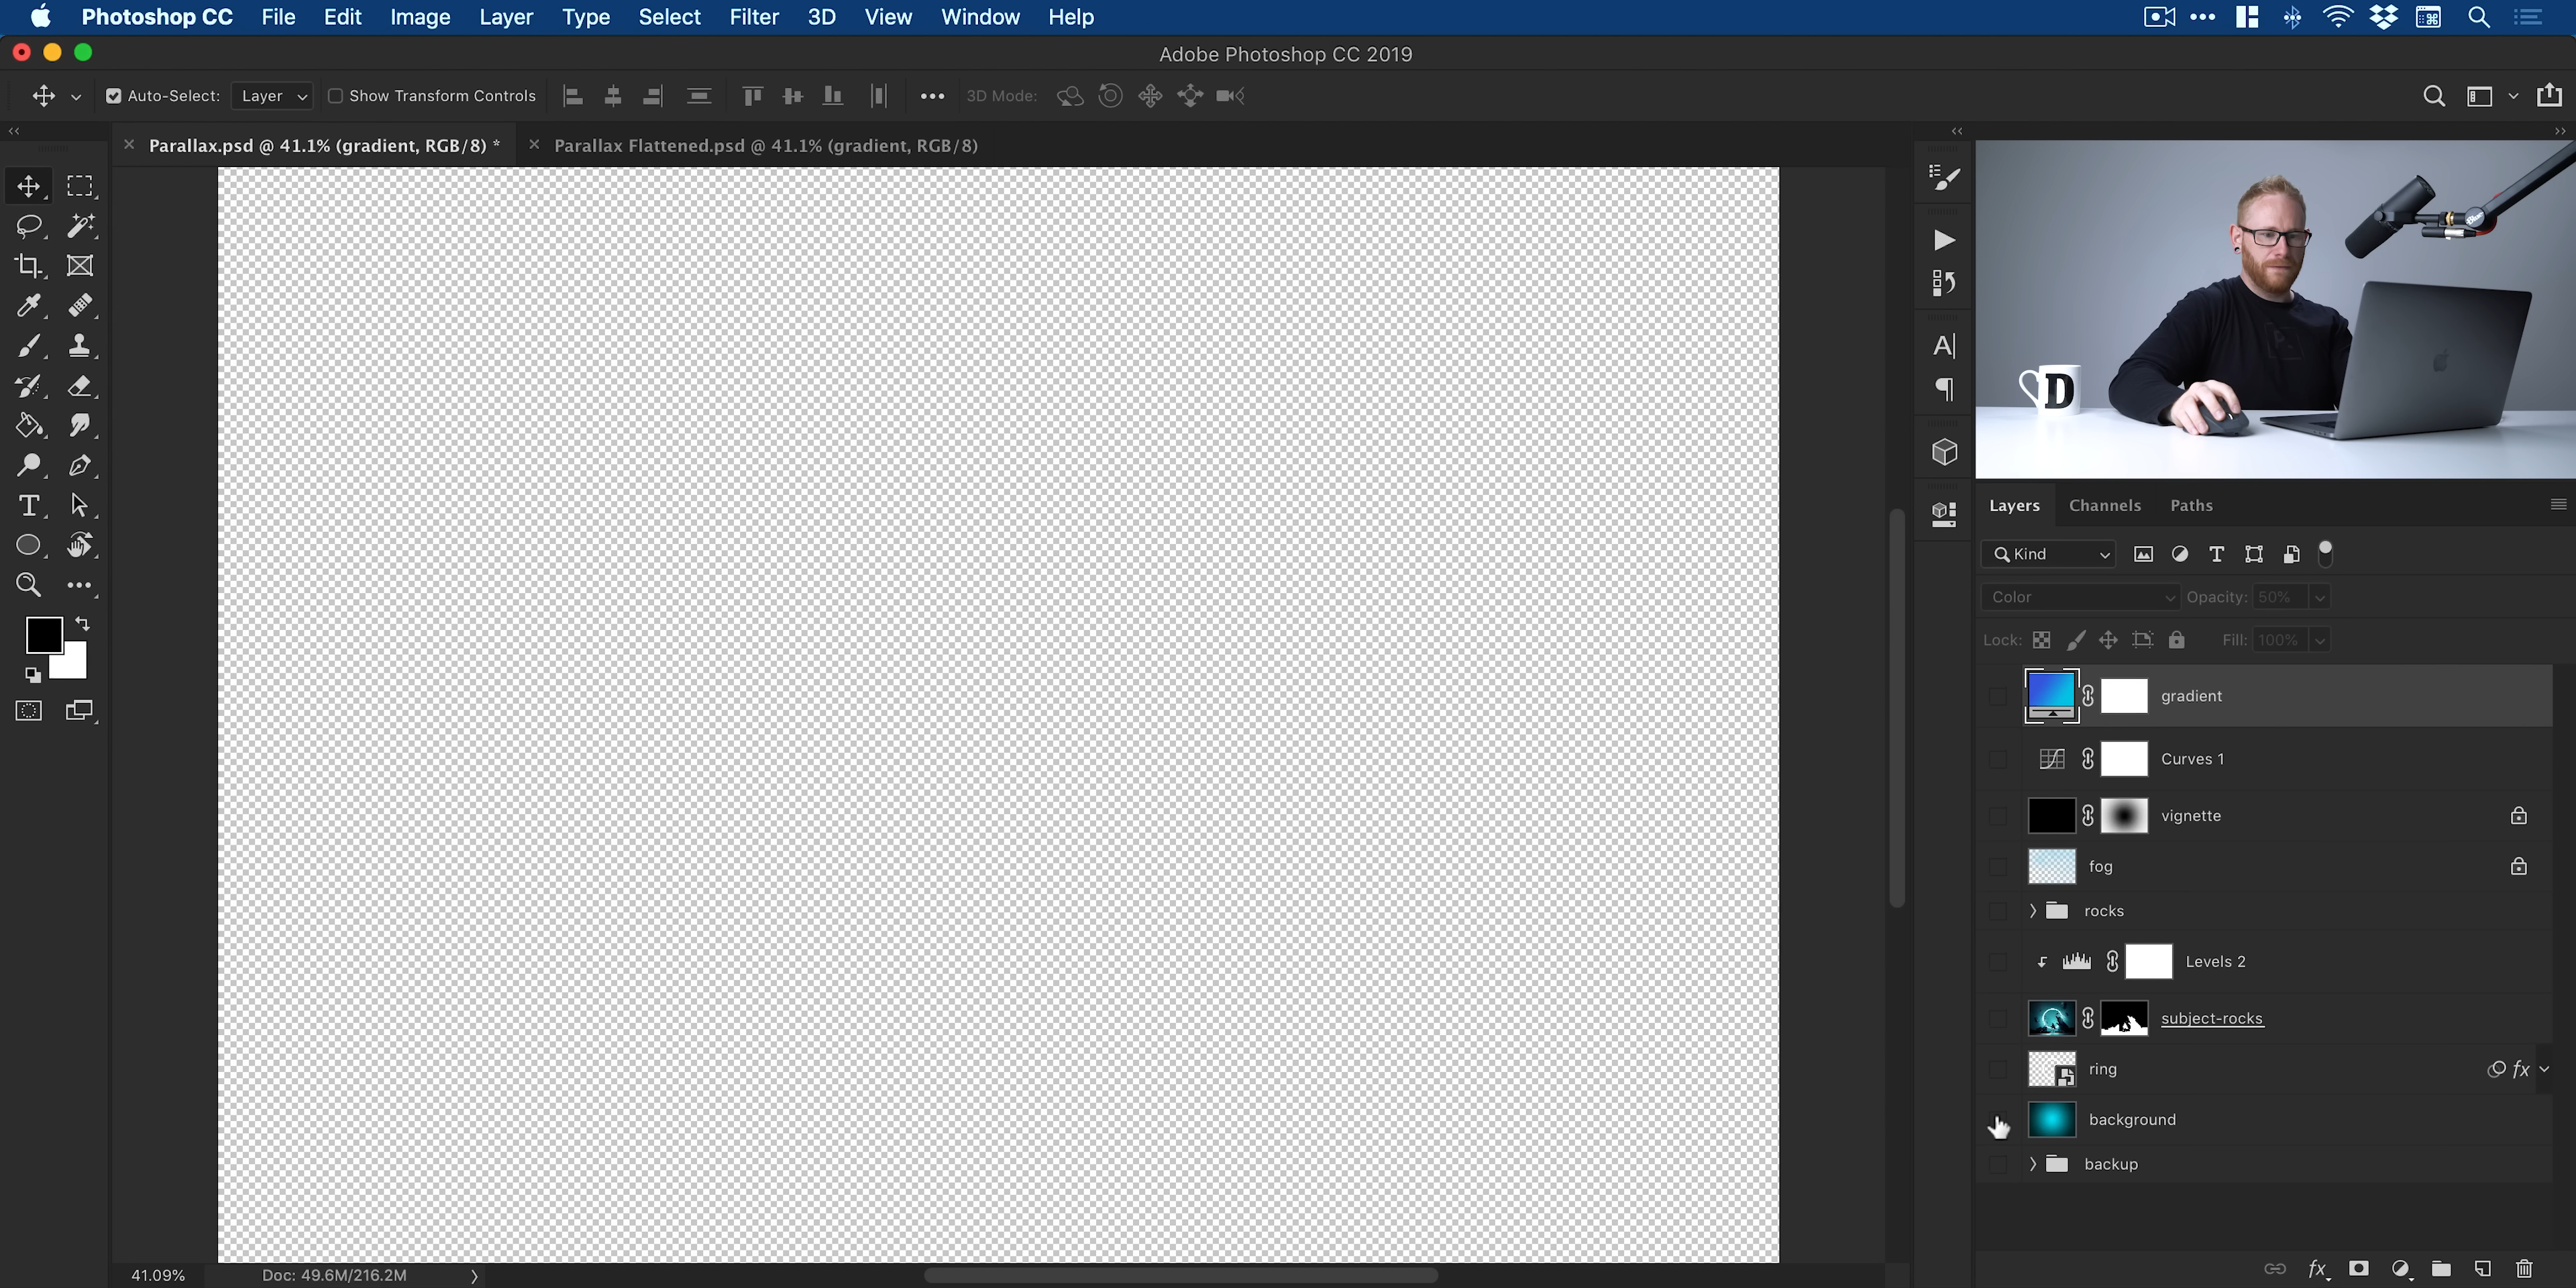 Photoshop CC File Edit Image Layer Type Select Filter 3D View Window Help
Adobe Photoshop CC 2019
Auto-Select: Layer Show Transform Controls 3D Mode:
Parallax.psd @ 41.1% (gradient, RGB/8) * Parallax Flattened.psd @ 41.1% (gradient, RGB/8)
D
Layers Channels Paths
Kind
Color Opacity: 50%
Lock: Fill: 100%
gradient
Curves 1
vignette
fog
rocks
Levels 2
subject-rocks
ring fx
background
backup
41.09% Doc: 49.6M/216.2M
fx